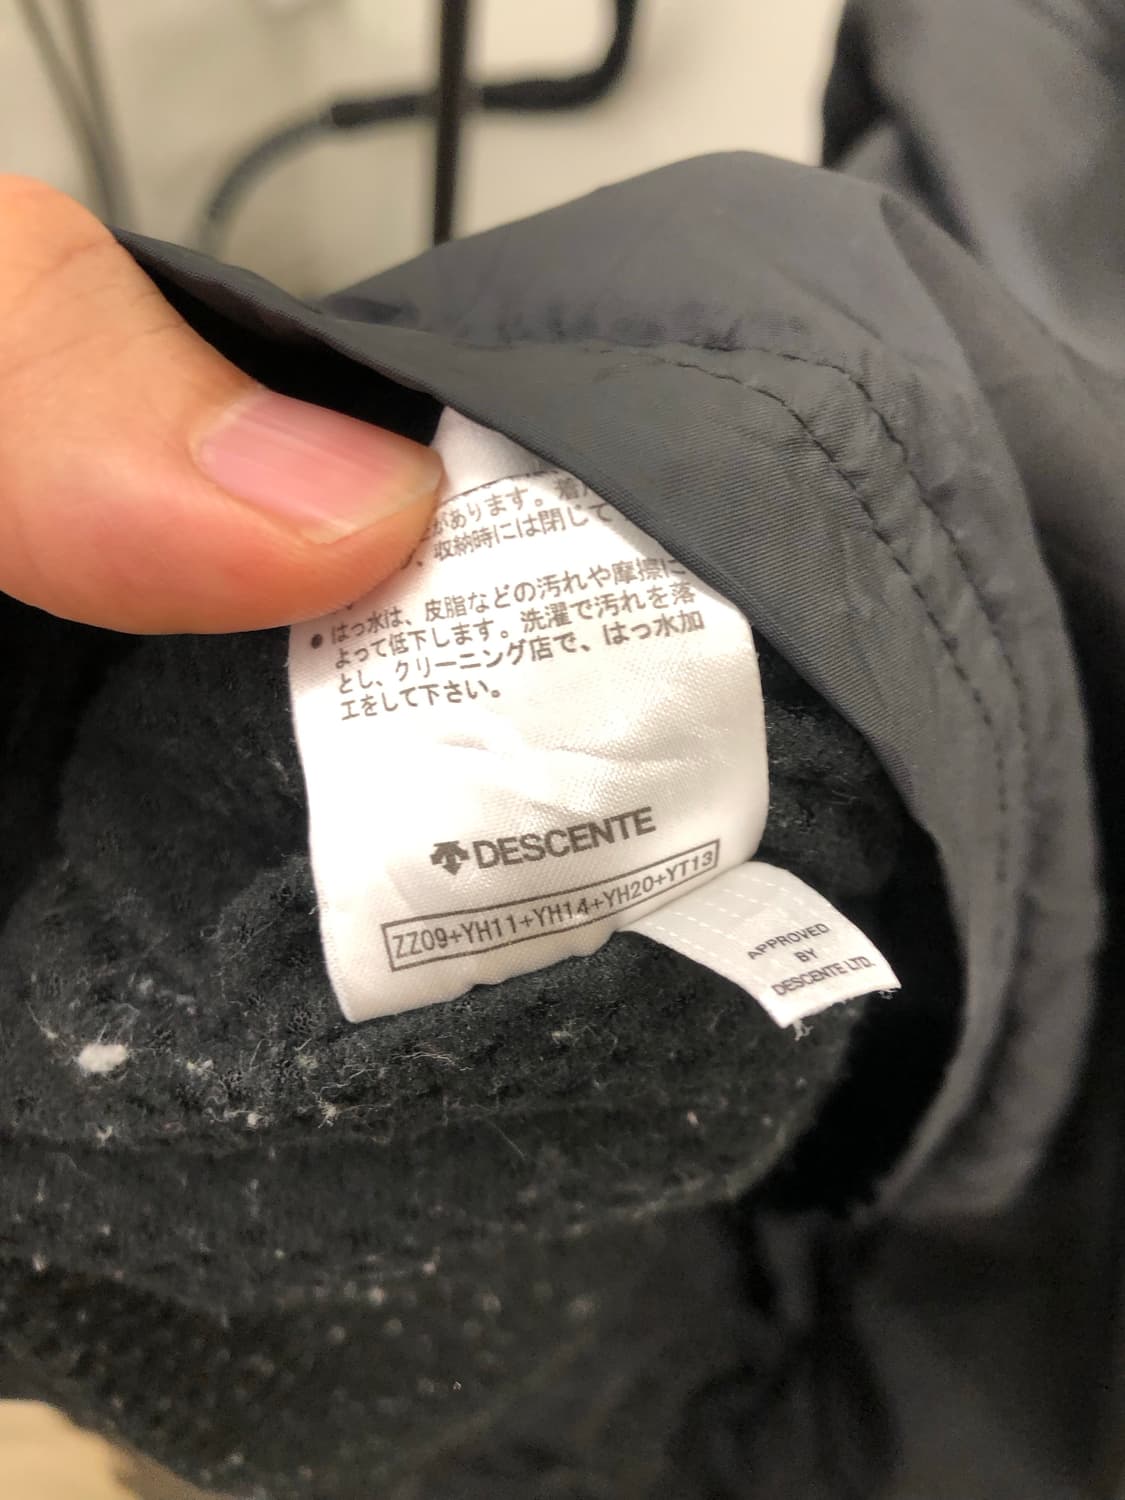 があります。着
、収納時には閉じて
● はっ水は、皮脂などの汚れや摩擦に
よって低下します。洗濯で汚れを落
とし、クリーニング店で、はっ水加
工をして下さい。
DESCENTE
ZZ09+YH11+YH14+YH20+YT13
APPROVED
BY
DESCENTE LTD.